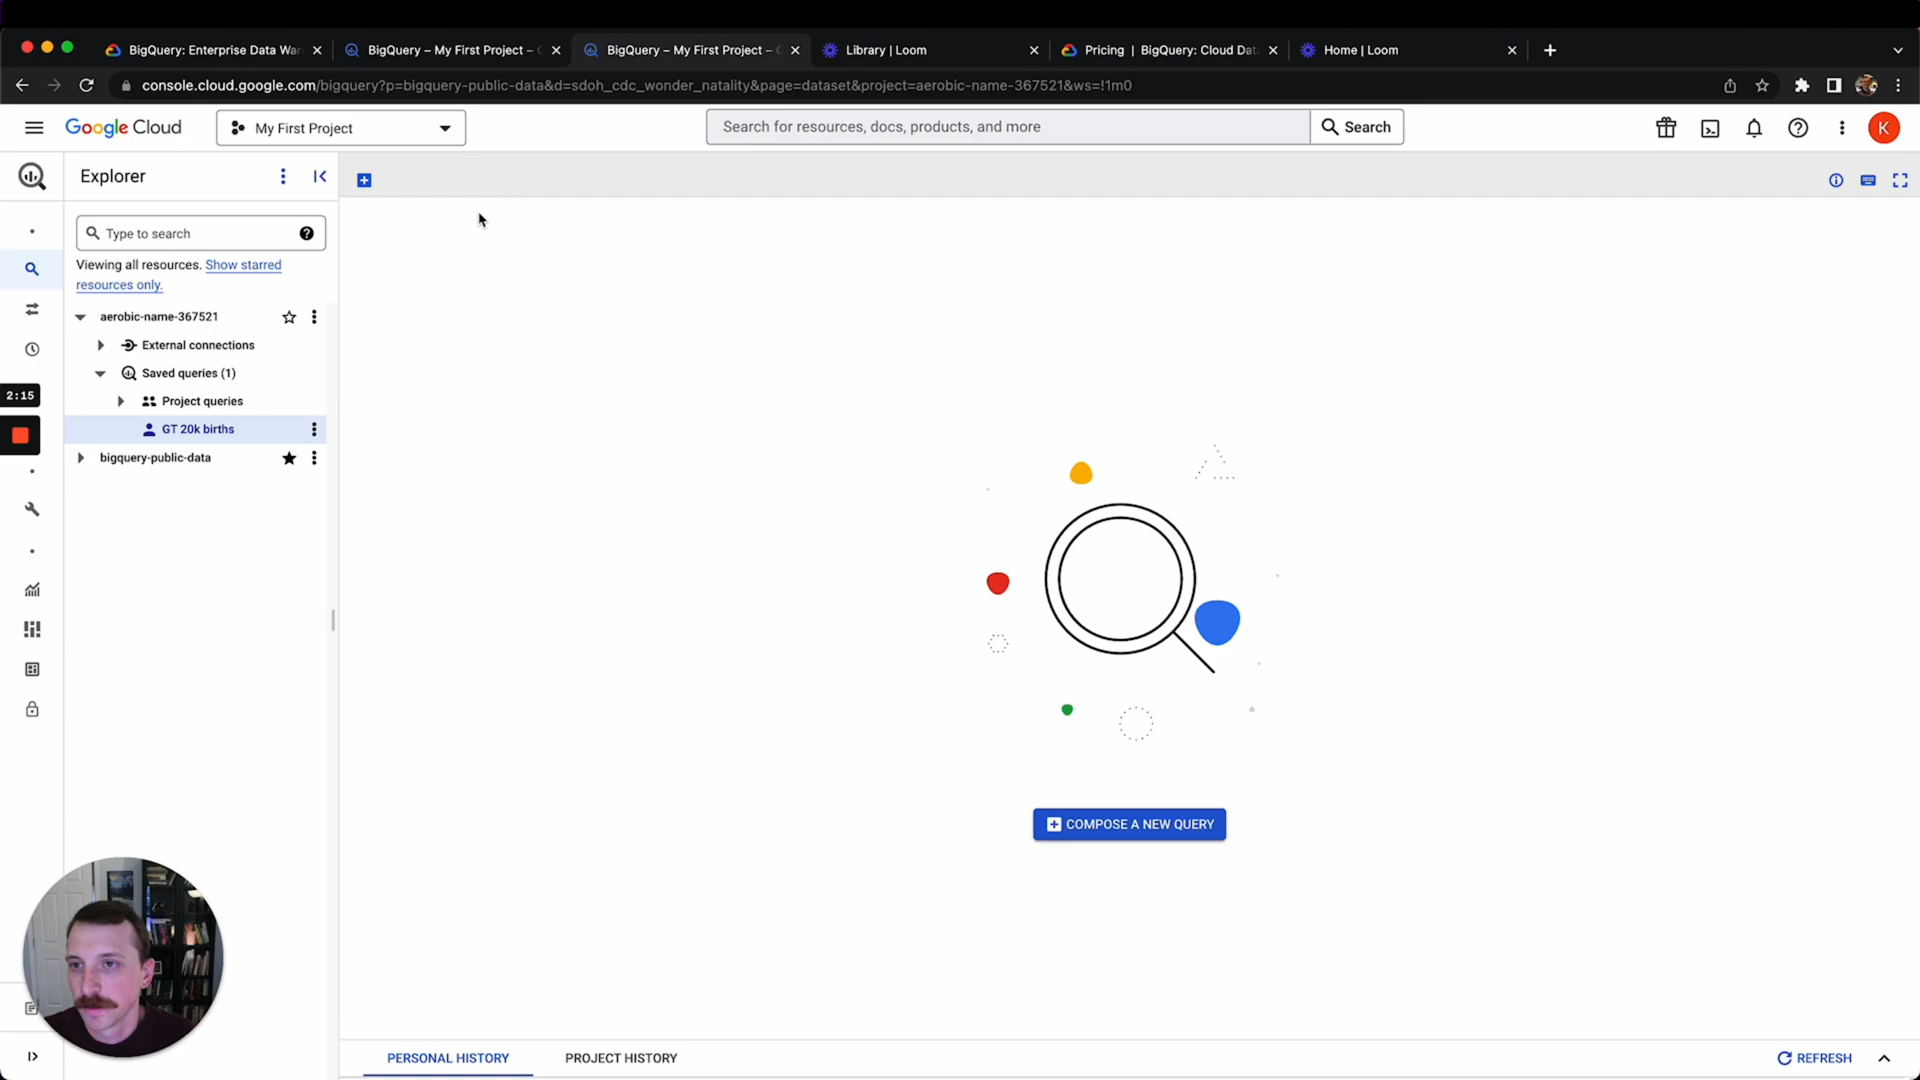 BigQuery: Enterprise Data War
BigQuery – My First Project –
BigQuery – My First Project –
Library | Loom
Pricing | BigQuery: Cloud Dat
Home | Loom
console.cloud.google.com/bigquery?p=bigquery-public-data&d=sdoh_cdc_wonder_natality&page=dataset&project=aerobic-name-367521&ws=!1m0
Google Cloud
My First Project
Search for resources, docs, products, and more
Search
K
Explorer
Type to search
Viewing all resources. Show starred
resources only.
aerobic-name-367521
External connections
Saved queries (1)
2:15
Project queries
GT 20k births
bigquery-public-data
COMPOSE A NEW QUERY
PERSONAL HISTORY
PROJECT HISTORY
REFRESH